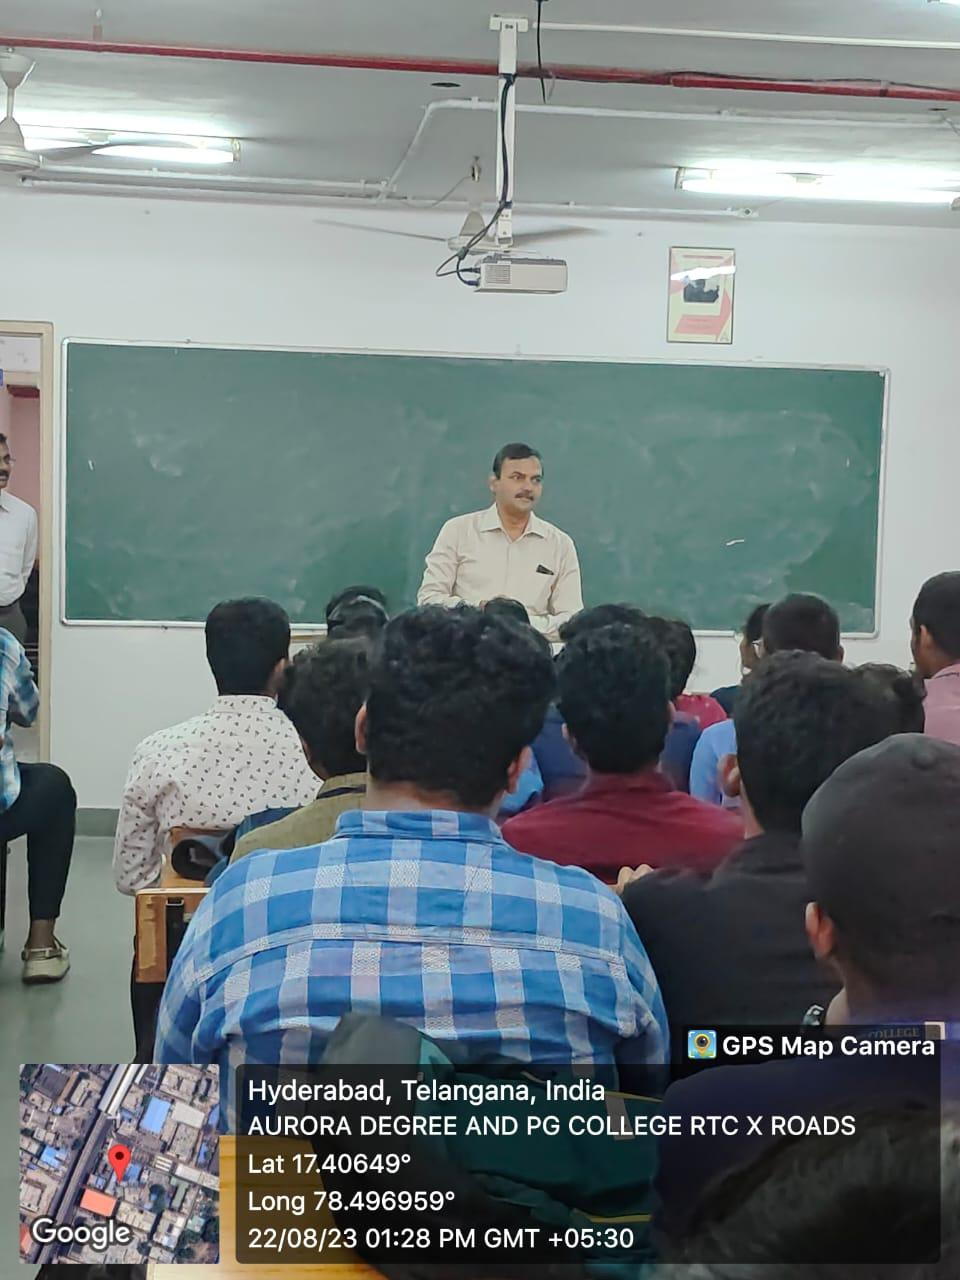 COLLEGE
GPS Map Camera
Hyderabad, Telangana, India
AURORA DEGREE AND PG COLLEGE RTC X ROADS
Lat 17.40649°
Long 78.496959°
22/08/23 01:28 PM GMT +05:30
Google